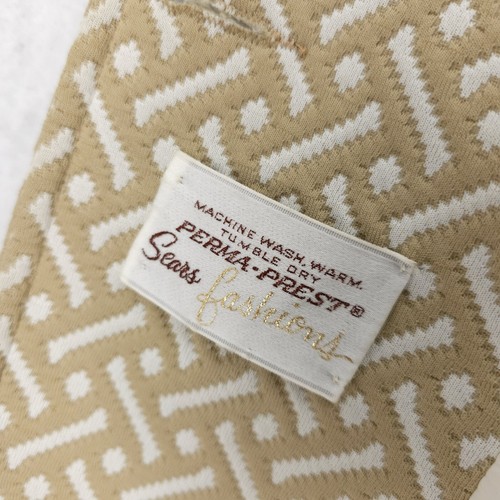 MACHINE WASH, WARM.
TUMBLE DRY
PERMA-PREST®
Sears
fashions